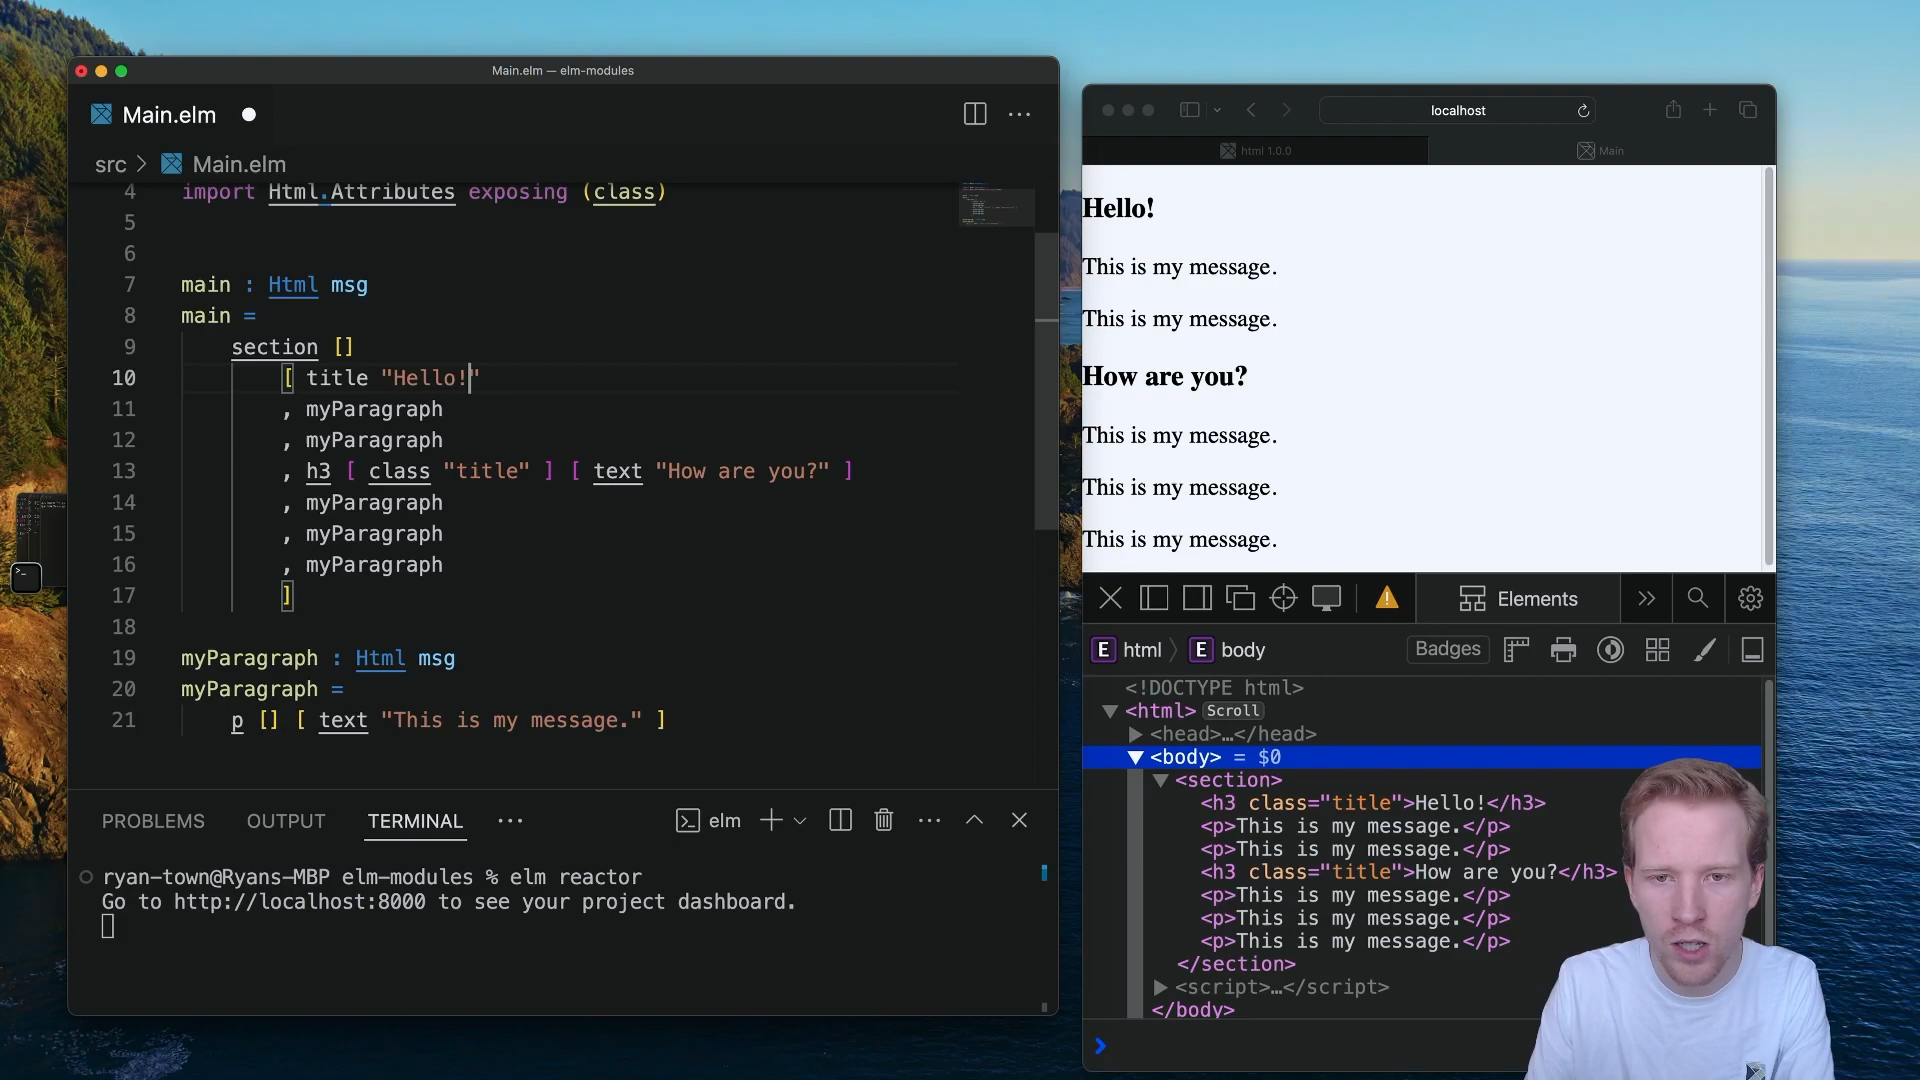 Main.elm — elm-modules
Main.elm
src > Main.elm
4 import Html.Attributes exposing (class)
5
6
7 main : Html msg
8 main =
9 section []
10 [ title "Hello!"
11 , myParagraph
12 , myParagraph
13 , h3 [ class "title" ] [ text "How are you?" ]
14 , myParagraph
15 , myParagraph
16 , myParagraph
17 ]
18
19 myParagraph : Html msg
20 myParagraph =
21 p [] [ text "This is my message." ]
PROBLEMS OUTPUT TERMINAL ··· elm
ryan-town@Ryans-MBP elm-modules % elm reactor
Go to http://localhost:8000 to see your project dashboard.
localhost
html 1.0.0 Main
Hello!
This is my message.
This is my message.
How are you?
This is my message.
This is my message.
This is my message.
Elements
E html E body Badges
<!DOCTYPE html>
<html> Scroll
<head>…</head>
<body> = $0
<section>
<h3 class="title">Hello!</h3>
<p>This is my message.</p>
<p>This is my message.</p>
<h3 class="title">How are you?</h3>
<p>This is my message.</p>
<p>This is my message.</p>
<p>This is my message.</p>
</section>
<script>…</script>
</body>